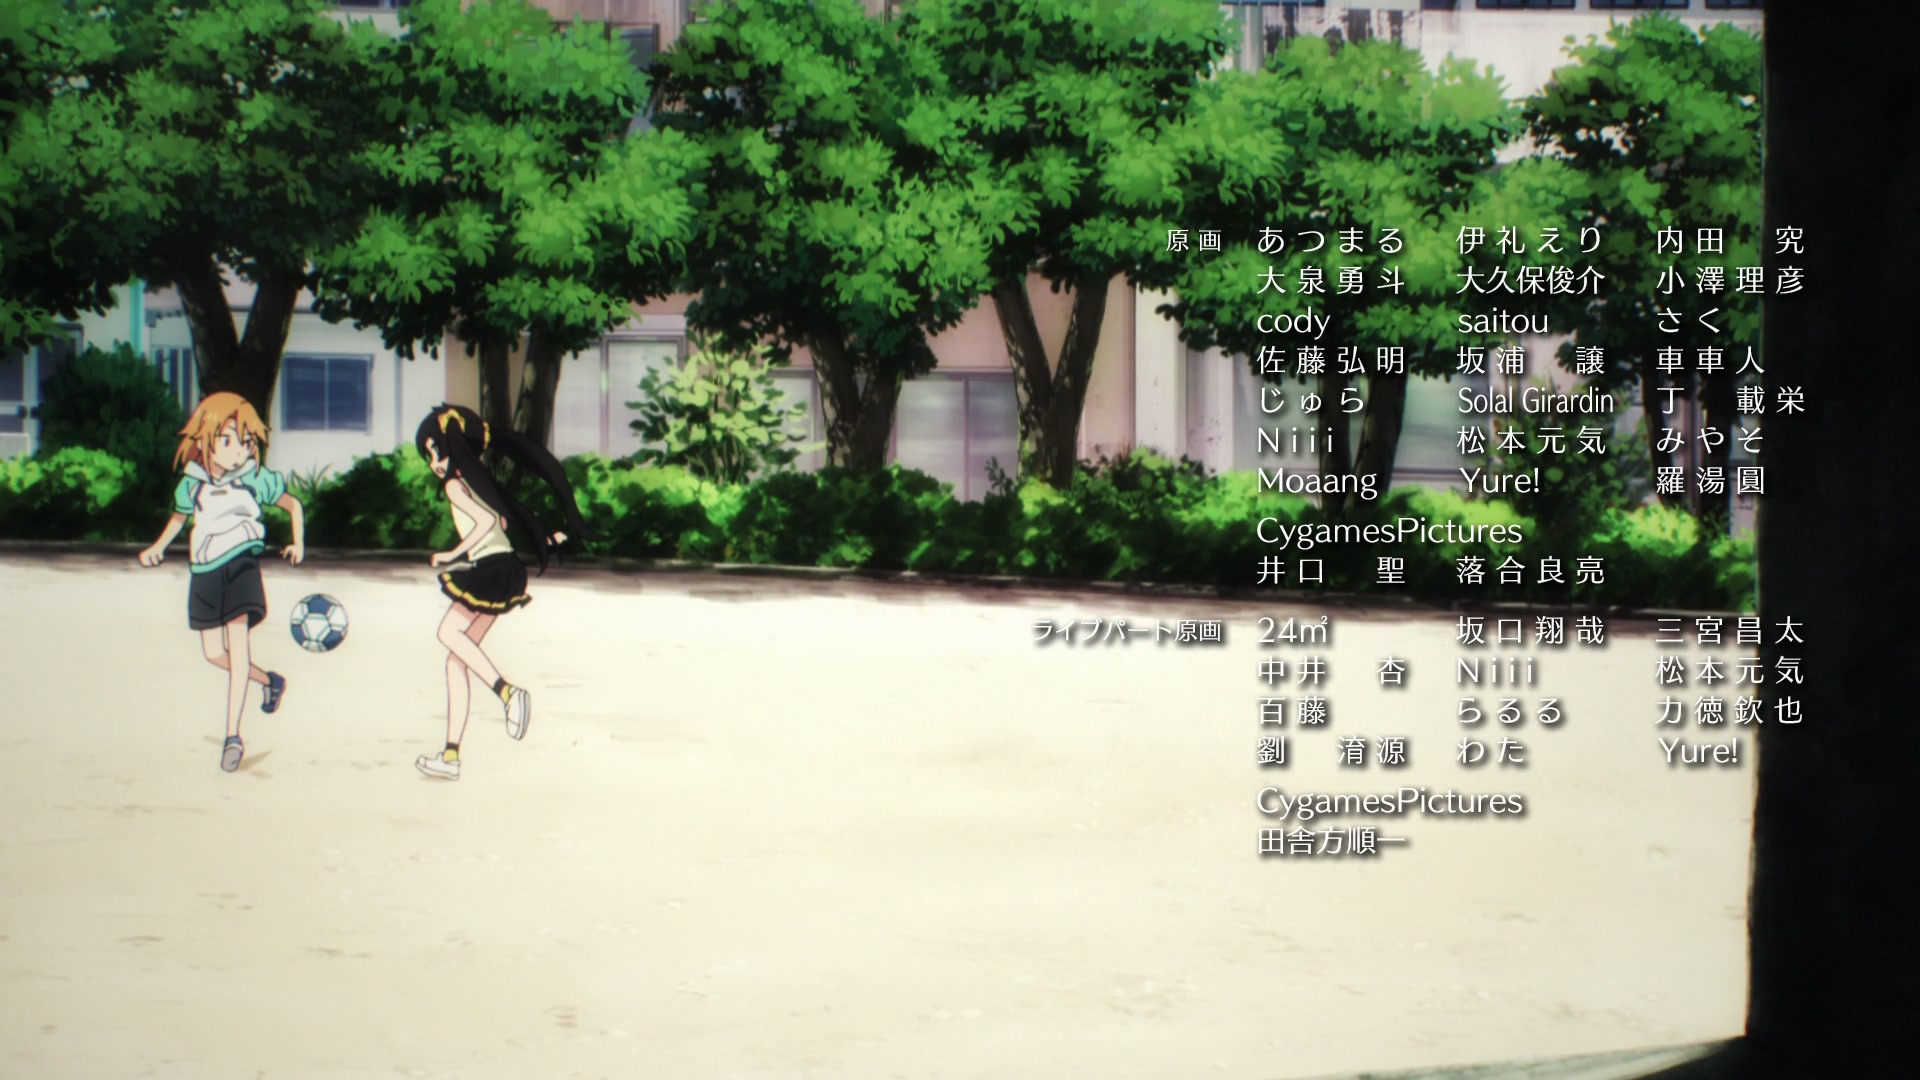 原画 あつまる 伊礼えり 内田 究
大泉勇斗 大久保俊介 小澤理彦
cody saitou さく
佐藤弘明 坂浦 譲 車車人
じゅら Solal Girardin 丁 載栄
Niii 松本元気 みやそ
Moaang Yure! 羅湯圓
CygamesPictures
井口 聖 落合良亮
ライブパート原画 24㎡ 坂口翔哉 三宮昌太
中井 杏 Niii 松本元気
百藤 らるる 力徳欽也
劉 淯源 わた Yure!
CygamesPictures
田舎方順一